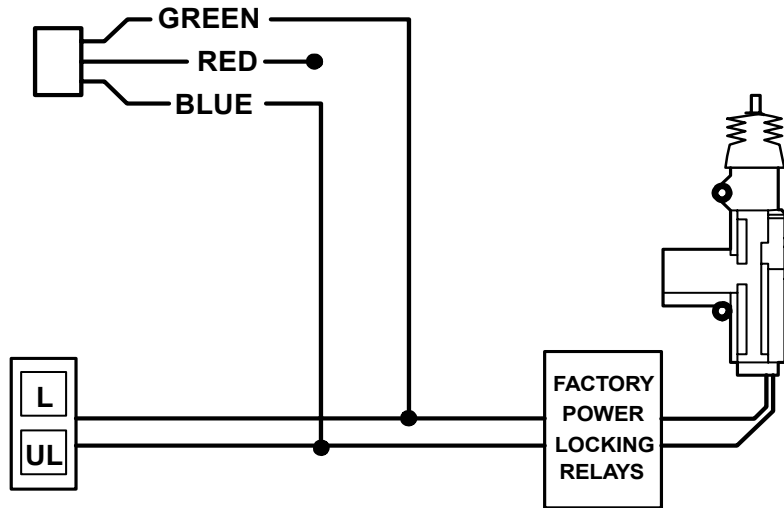 GREEN
RED
BLUE
L
UL
FACTORY
POWER
LOCKING
RELAYS